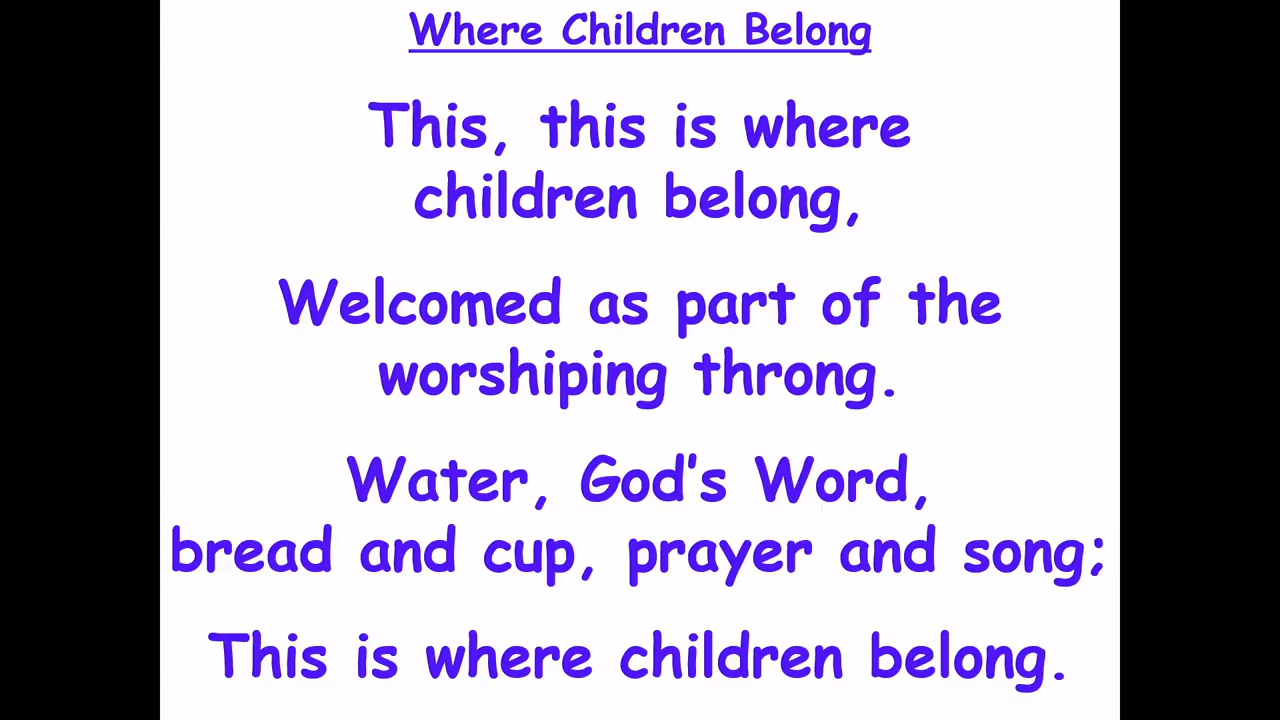 Where Children Belong
This, this is where
children belong,
Welcomed as part of the
worshiping throng.
Water, God's Word,
bread and cup, prayer and song;
This is where children belong.